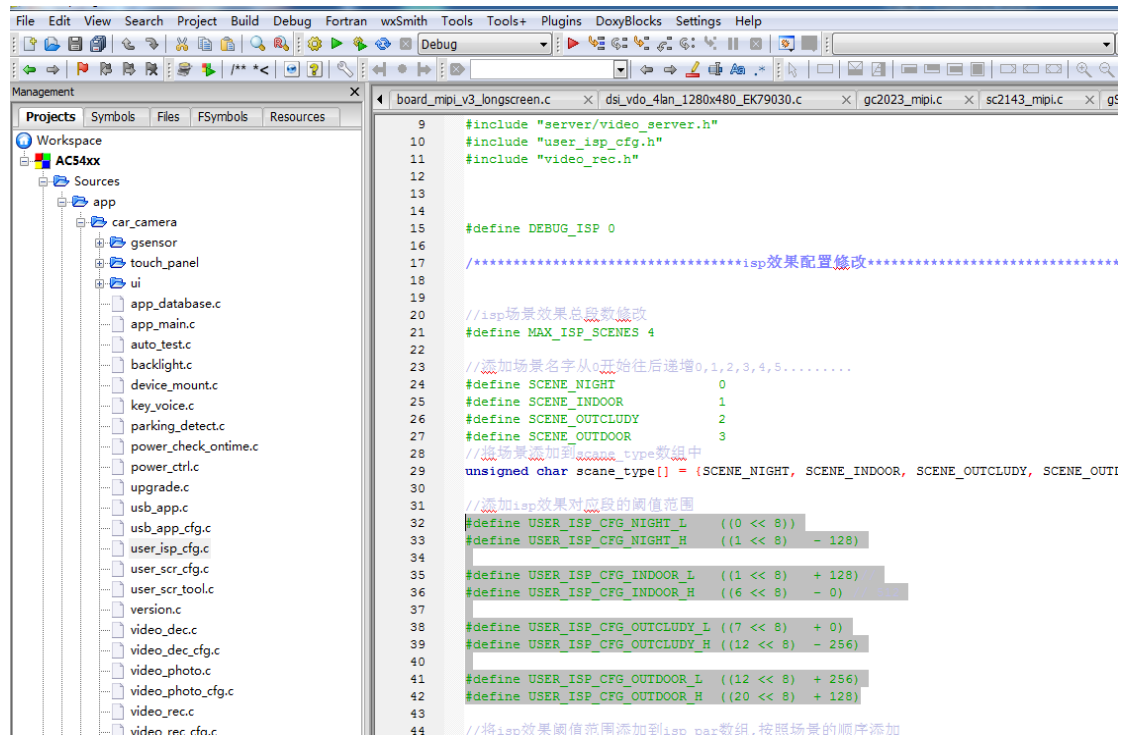 File Edit View Search Project Build Debug Fortran wxSmith Tools Tools+ Plugins DoxyBlocks Settings Help
Debug
/** *<
Management
Projects Symbols Files FSymbols Resources
board_mipi_v3_longscreen.c dsi_vdo_4lan_1280x480_EK79030.c gc2023_mipi.c sc2143_mipi.c
Workspace
AC54xx
Sources
app
car_camera
gsensor
touch_panel
ui
app_database.c
app_main.c
auto_test.c
backlight.c
device_mount.c
key_voice.c
parking_detect.c
power_check_ontime.c
power_ctrl.c
upgrade.c
usb_app.c
usb_app_cfg.c
user_isp_cfg.c
user_scr_cfg.c
user_scr_tool.c
version.c
video_dec.c
video_dec_cfg.c
video_photo.c
video_photo_cfg.c
video_rec.c
video_rec_cfg.c
9 #include "server/video_server.h"
10 #include "user_isp_cfg.h"
11 #include "video_rec.h"
12
13
14
15 #define DEBUG_ISP 0
16
17 /**********************************isp效果配置修改********************************
18
19
20 //isp场景效果总段数修改
21 #define MAX_ISP_SCENES 4
22
23 //添加场景名字从0开始往后递增0,1,2,3,4,5.........
24 #define SCENE_NIGHT 0
25 #define SCENE_INDOOR 1
26 #define SCENE_OUTCLUDY 2
27 #define SCENE_OUTDOOR 3
28 //将场景添加到scane_type数组中
29 unsigned char scane_type[] = {SCENE_NIGHT, SCENE_INDOOR, SCENE_OUTCLUDY, SCENE_OUTD
30
31 //添加isp效果对应段的阈值范围
32 #define USER_ISP_CFG_NIGHT_L ((0 << 8))
33 #define USER_ISP_CFG_NIGHT_H ((1 << 8) - 128)
34
35 #define USER_ISP_CFG_INDOOR_L ((1 << 8) + 128)
36 #define USER_ISP_CFG_INDOOR_H ((6 << 8) - 0)
37
38 #define USER_ISP_CFG_OUTCLUDY_L ((7 << 8) + 0)
39 #define USER_ISP_CFG_OUTCLUDY_H ((12 << 8) - 256)
40
41 #define USER_ISP_CFG_OUTDOOR_L ((12 << 8) + 256)
42 #define USER_ISP_CFG_OUTDOOR_H ((20 << 8) + 128)
43
44 //将isp效果阈值范围添加到isp_par数组,按照场景的顺序添加